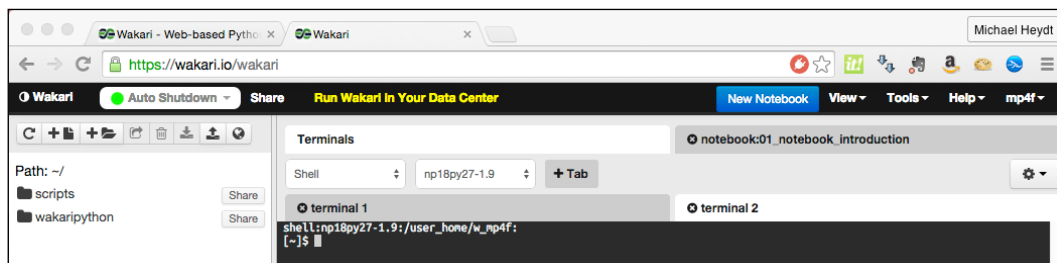 Wakari - Web-based Pytho
Wakari
Michael Heydt
https://wakari.io/wakari
Wakari
Auto Shutdown
Share
Run Wakari in Your Data Center
New Notebook
View
Tools
Help
mp4f
Terminals
notebook:01_notebook_introduction
Path: ~/
Shell
np18py27-1.9
+ Tab
scripts
Share
wakaripython
Share
terminal 1
terminal 2
shell:np18py27-1.9:/user_home/w_mp4f:
[~]$